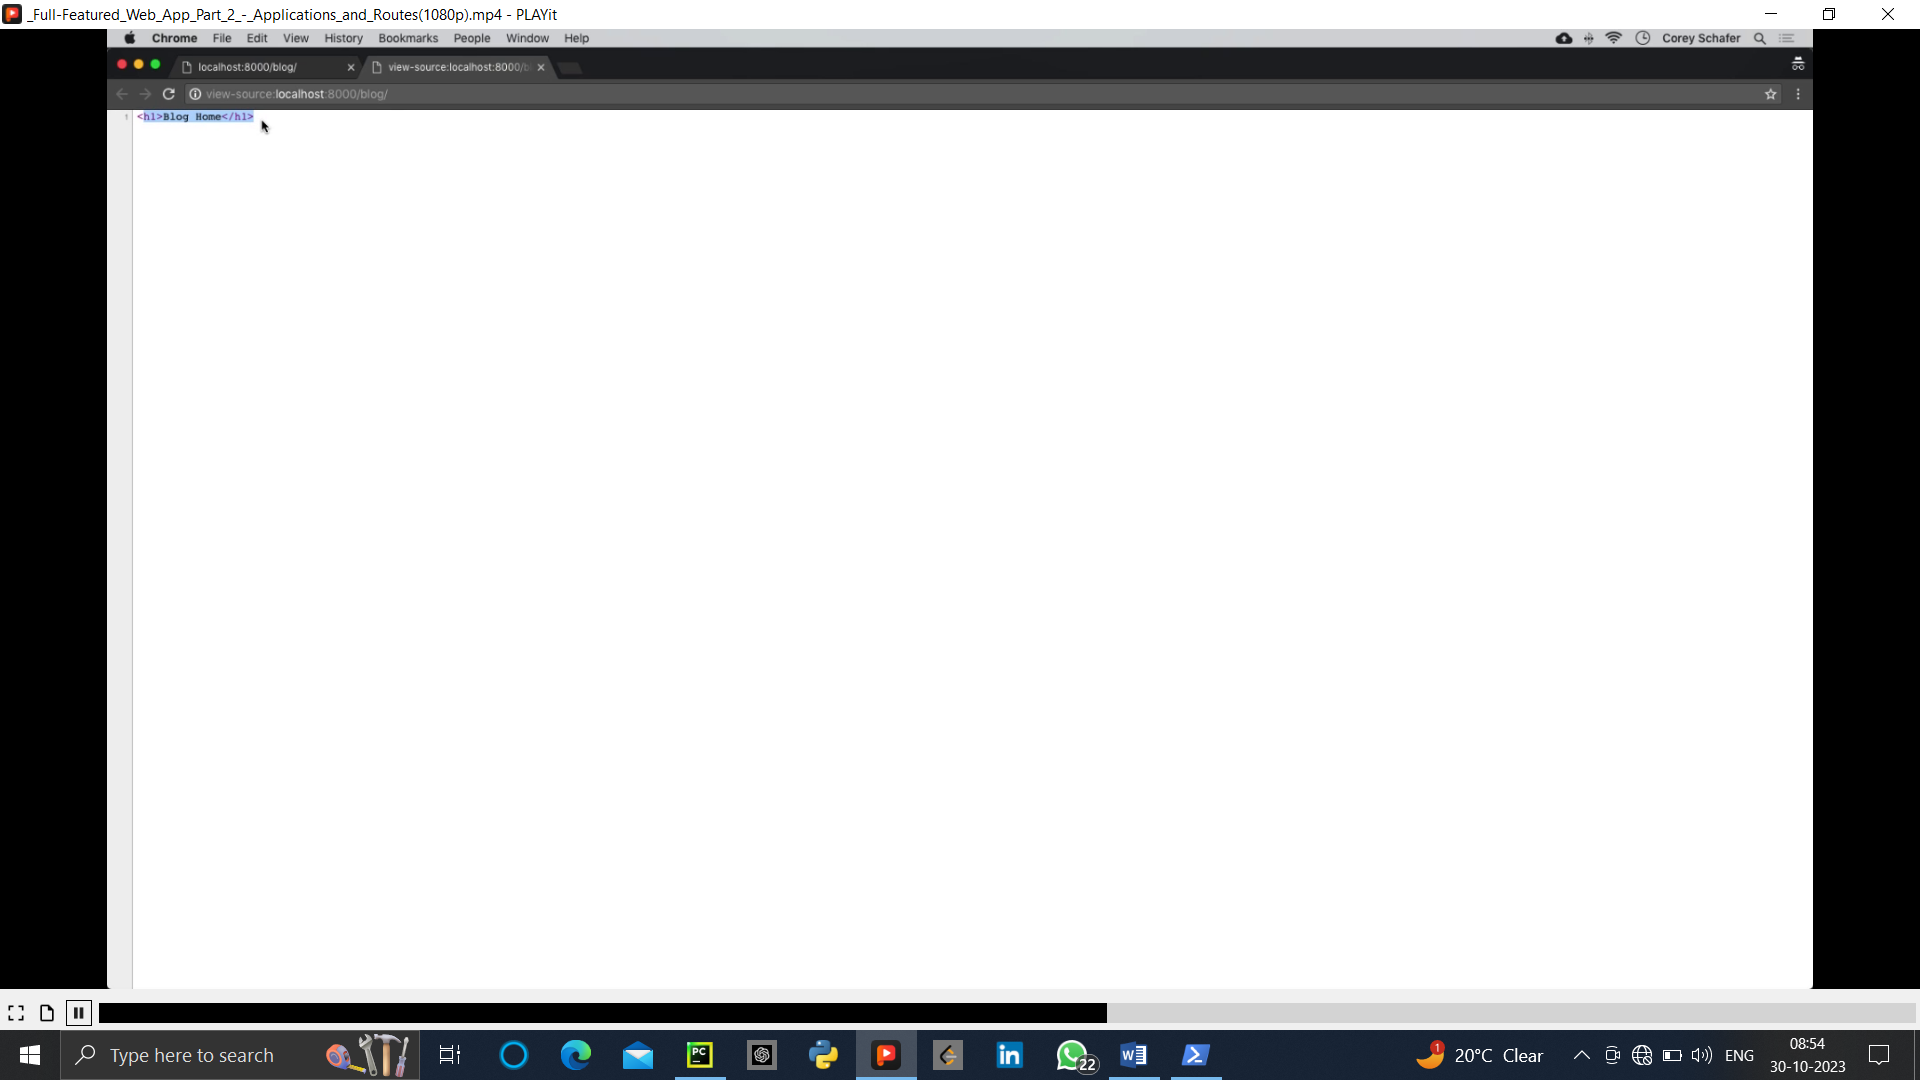 _Full-Featured_Web_App_Part_2_-_Applications_and_Routes(1080p).mp4 - PLAYit
Chrome File Edit View History Bookmarks People Window Help Corey Schafer
localhost:8000/blog/ view-source:localhost:8000/b
view-source:localhost:8000/blog/
1 <h1>Blog Home</h1>
Type here to search PC 22 W 1 20°C Clear ENG 08:54
30-10-2023